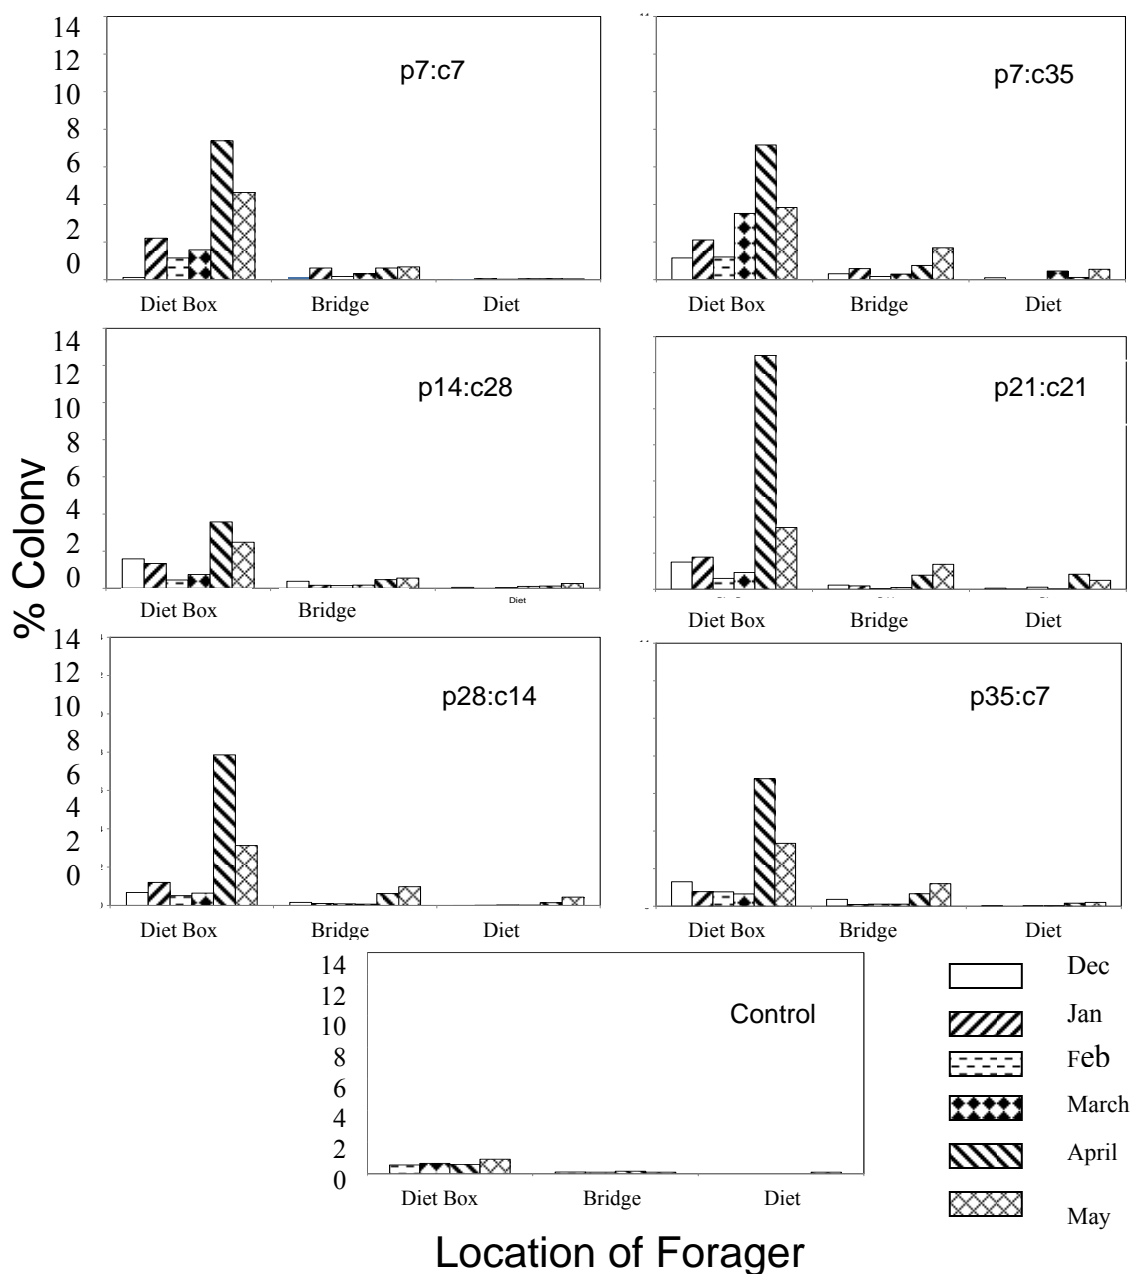 14
12
10
8
6
4
2
0
p7:c7
Diet Box Bridge Diet
p7:c35
Diet Box Bridge Diet
% Colony
14
12
10
8
6
4
2
0
p14:c28
Diet Box Bridge Diet
p21:c21
Diet Box Bridge Diet
14
12
10
8
6
4
2
0
p28:c14
Diet Box Bridge Diet
p35:c7
Diet Box Bridge Diet
14
12
10
8
6
4
2
0
Control
Diet Box Bridge Diet
Dec
Jan
Feb
March
April
May
Location of Forager